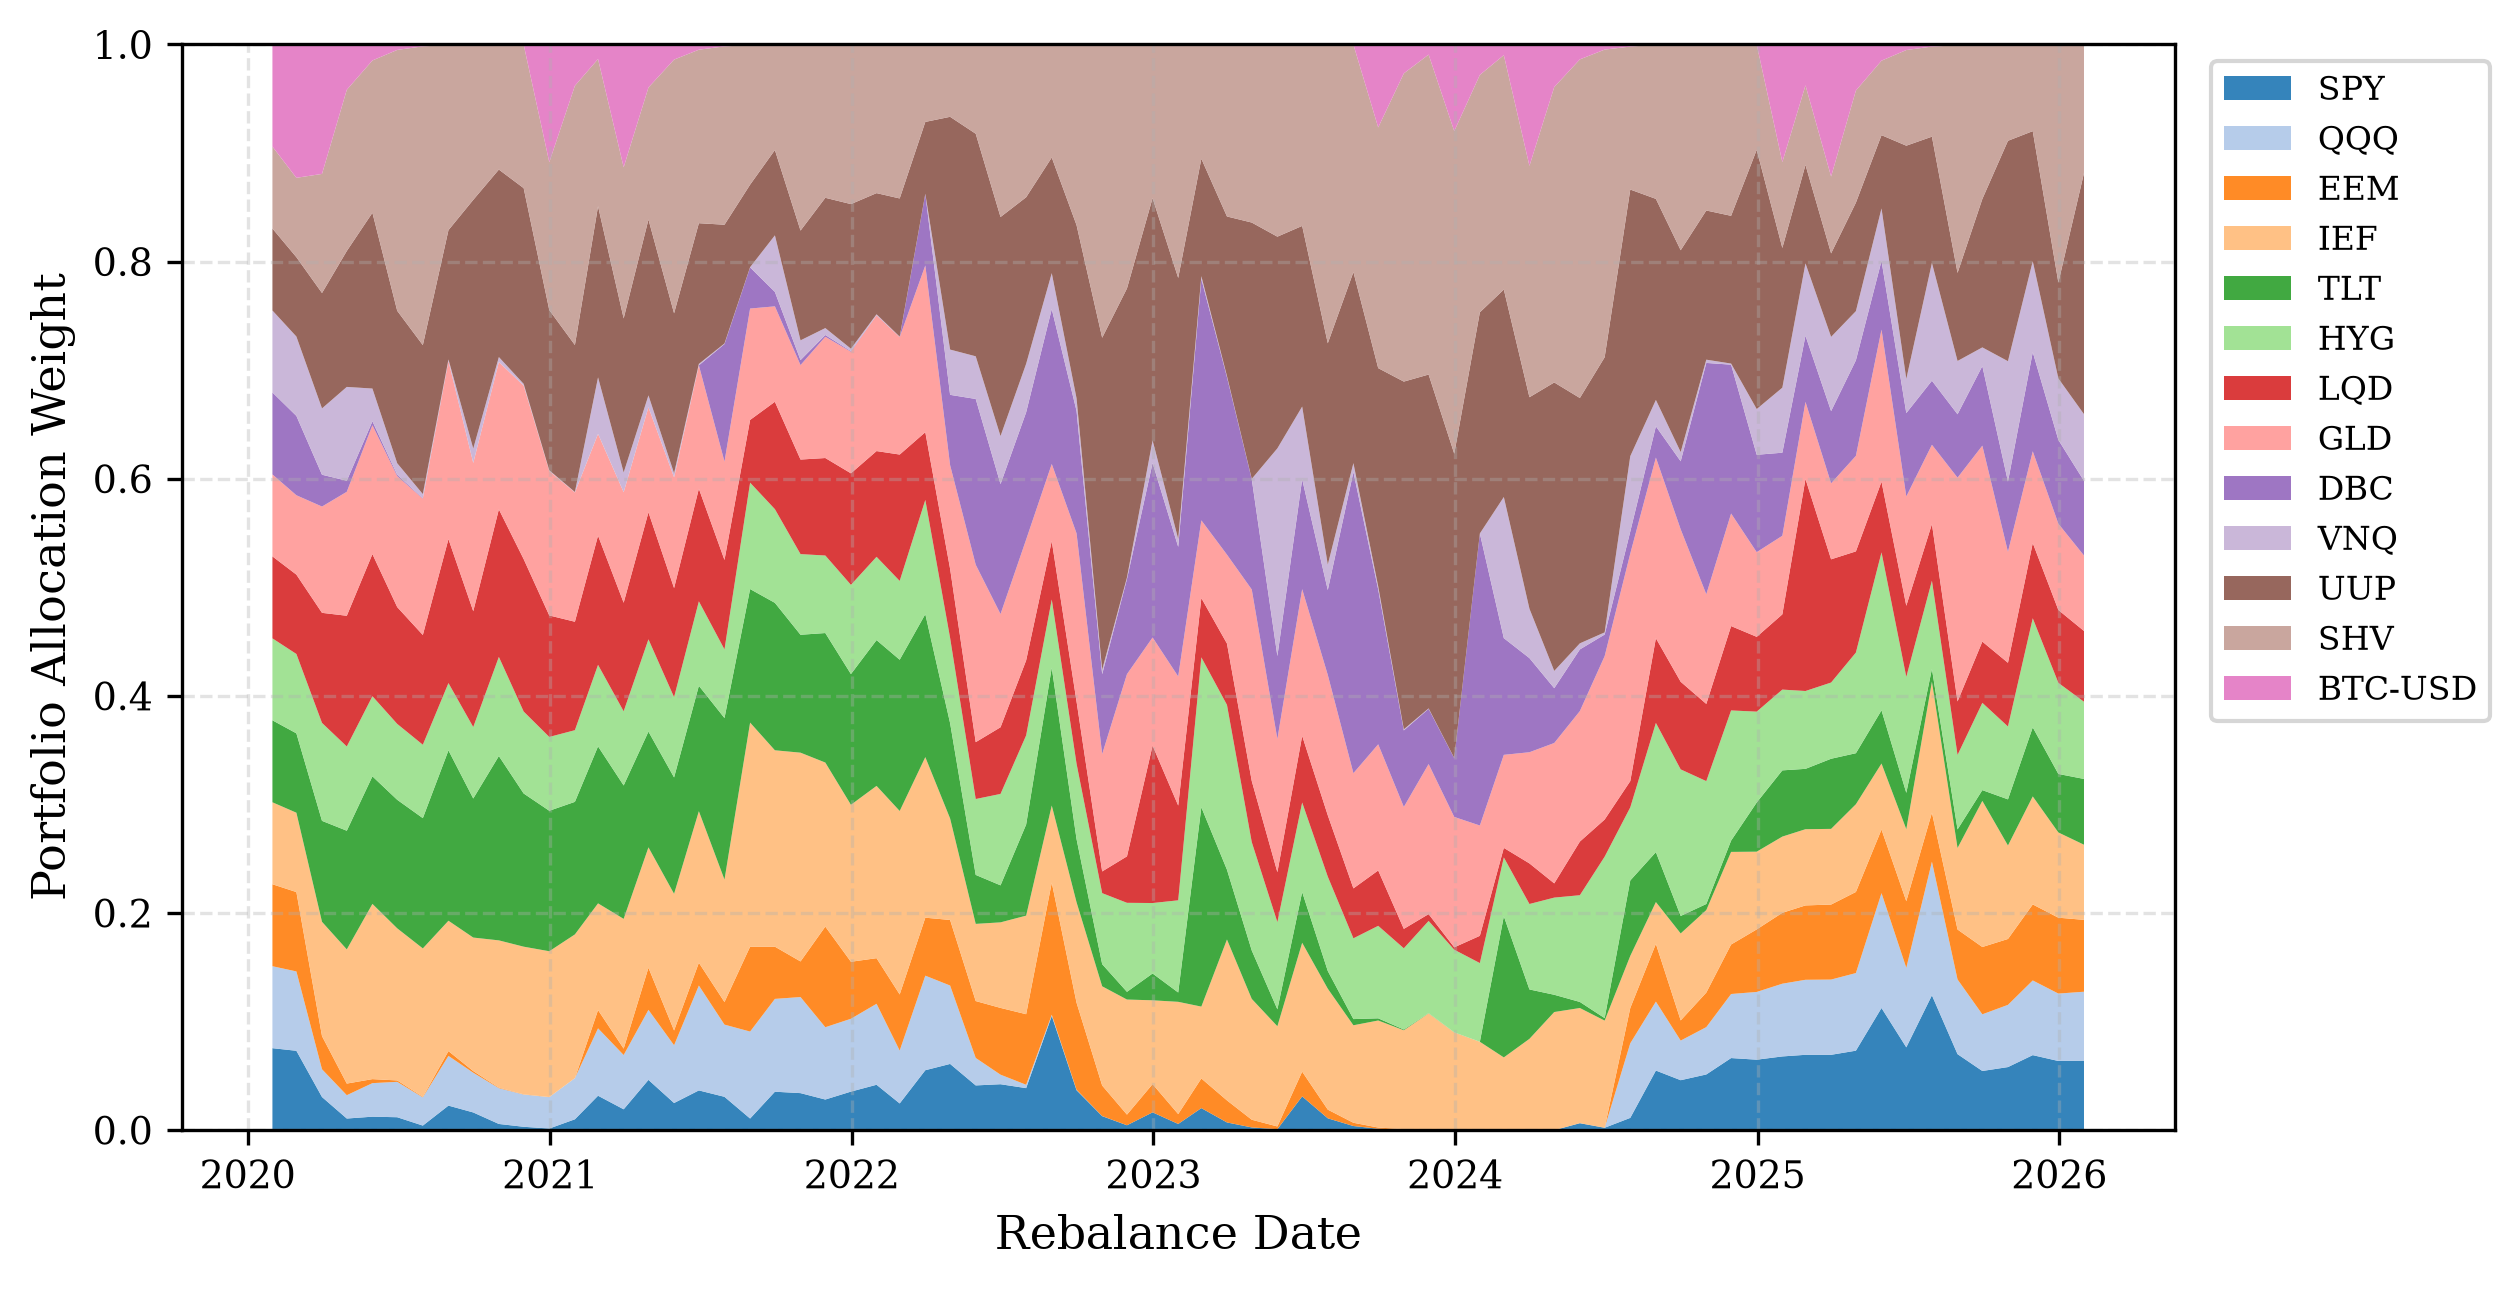 Portfolio Allocation Weight
1.0
0.8
0.6
0.4
0.2
0.0
2020 2021 2022 2023 2024 2025 2026
Rebalance Date
SPY
QQQ
EEM
IEF
TLT
HYG
LQD
GLD
DBC
VNQ
UUP
SHV
BTC-USD